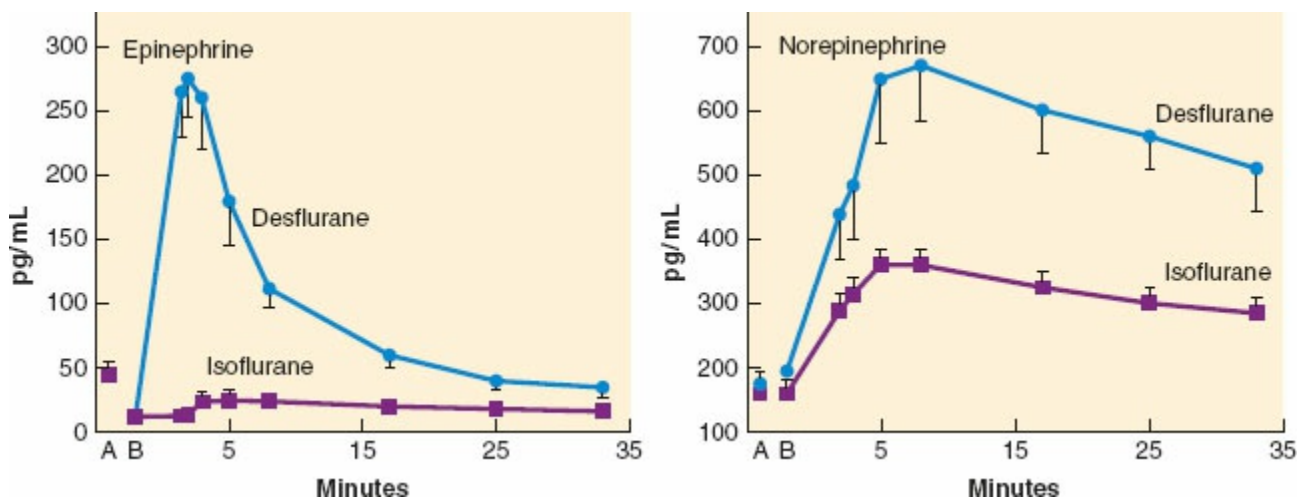 300
250
200
150
100
50
0
pg/mL
Epinephrine
Desflurane
Isoflurane
A B 5 15 25 35
Minutes
700
600
500
400
300
200
100
pg/mL
Norepinephrine
Desflurane
Isoflurane
A B 5 15 25 35
Minutes